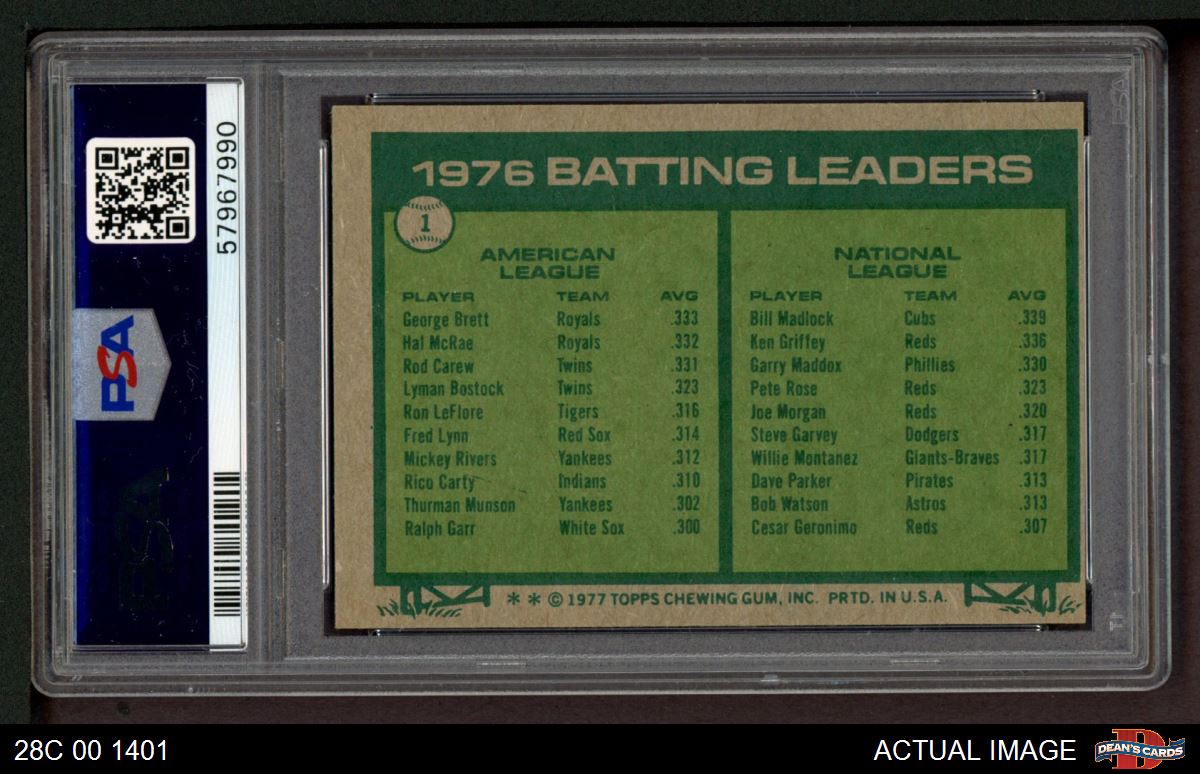 PSA
57967990
PSA
1976 BATTING LEADERS
1
AMERICAN LEAGUE
PLAYER TEAM AVG
George Brett Royals .333
Hal McRae Royals .332
Rod Carew Twins .331
Lyman Bostock Twins .323
Ron LeFlore Tigers .316
Fred Lynn Red Sox .314
Mickey Rivers Yankees .312
Rico Carty Indians .310
Thurman Munson Yankees .302
Ralph Garr White Sox .300
NATIONAL LEAGUE
PLAYER TEAM AVG
Bill Madlock Cubs .339
Ken Griffey Reds .336
Garry Maddox Phillies .330
Pete Rose Reds .323
Joe Morgan Reds .320
Steve Garvey Dodgers .317
Willie Montanez Giants-Braves .317
Dave Parker Pirates .313
Bob Watson Astros .313
Cesar Geronimo Reds .307
** © 1977 TOPPS CHEWING GUM, INC. PRTD. IN U.S.A.
PSA
28C 00 1401
ACTUAL IMAGE
DEAN'S CARDS